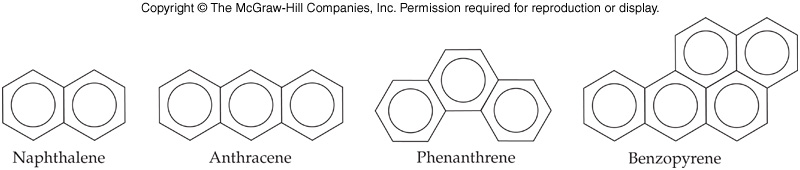 Copyright © The McGraw-Hill Companies, Inc. Permission required for reproduction or display.
Naphthalene
Anthracene
Phenanthrene
Benzopyrene